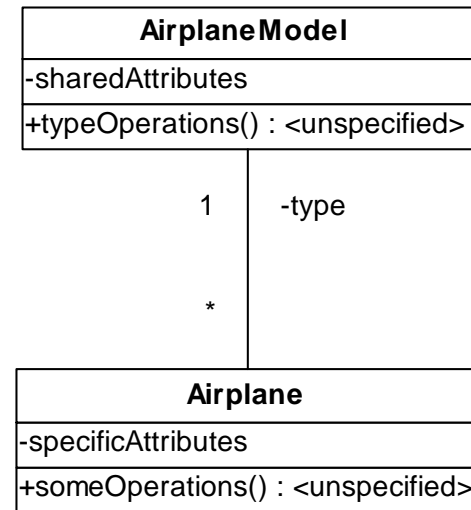 AirplaneModel
-sharedAttributes
+typeOperations() : <unspecified>
1 -type
*
Airplane
-specificAttributes
+someOperations() : <unspecified>